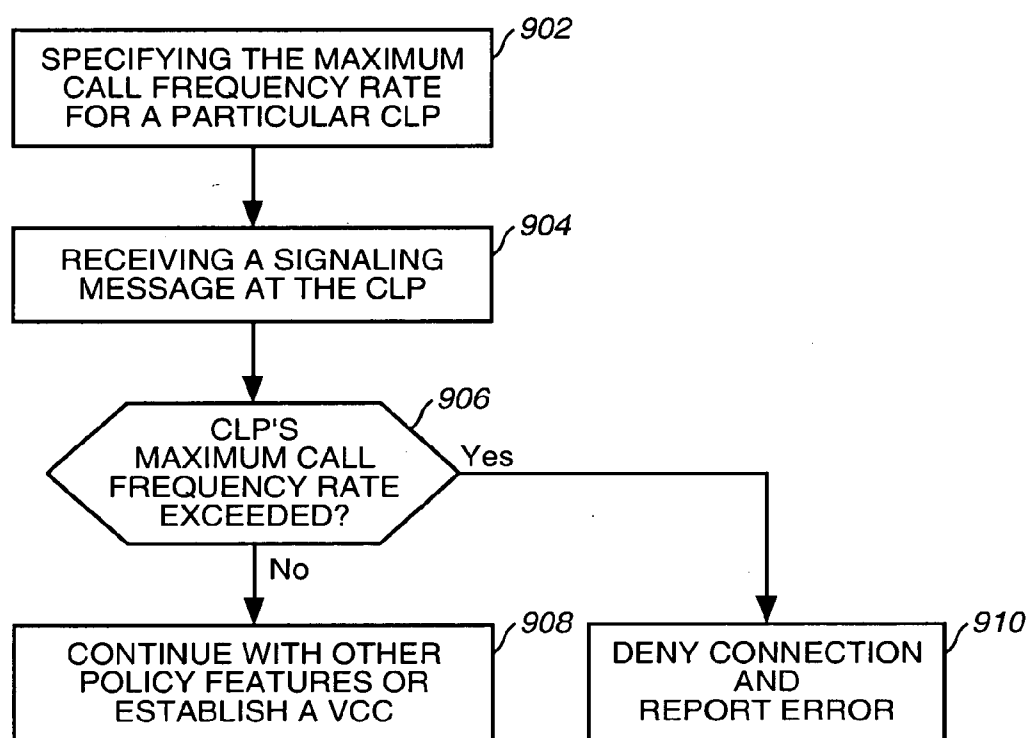 902
SPECIFYING THE MAXIMUM
CALL FREQUENCY RATE
FOR A PARTICULAR CLP
904
RECEIVING A SIGNALING
MESSAGE AT THE CLP
906
CLP'S
MAXIMUM CALL
FREQUENCY RATE
EXCEEDED?
Yes
No
908
CONTINUE WITH OTHER
POLICY FEATURES OR
ESTABLISH A VCC
910
DENY CONNECTION
AND
REPORT ERROR